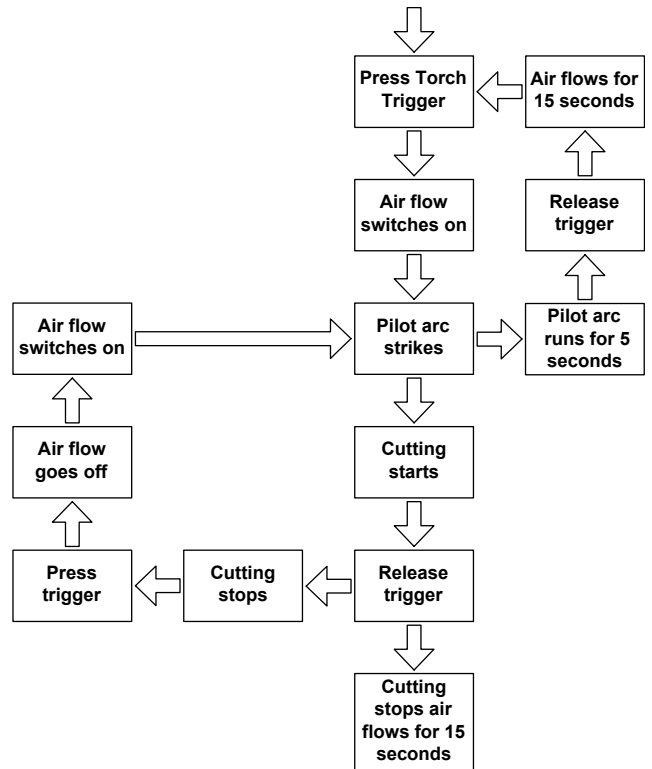 Press Torch
Trigger
Air flows for
15 seconds
Air flow
switches on
Release
trigger
Air flow
switches on
Pilot arc
strikes
Pilot arc
runs for 5
seconds
Air flow
goes off
Cutting
starts
Press
trigger
Cutting
stops
Release
trigger
Cutting
stops air
flows for 15
seconds